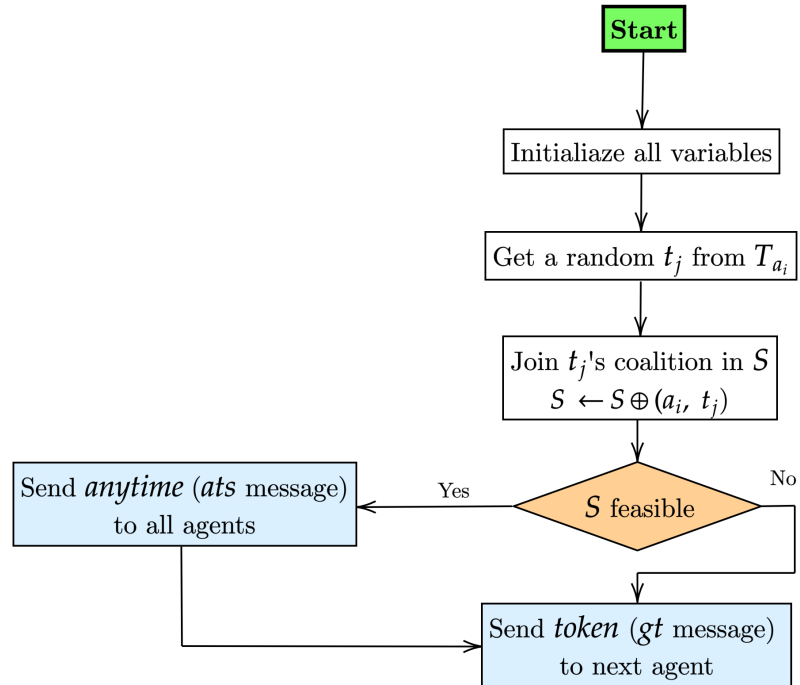 Start
Initialiaze all variables
Get a random t_j from T_{a_i}
Join t_j's coalition in S
S ← S ⊕ (a_i, t_j)
S feasible
Yes
No
Send anytime (ats message)
to all agents
Send token (gt message)
to next agent